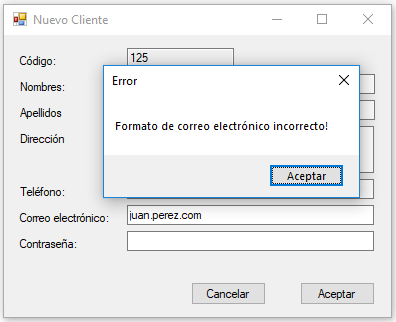 Nuevo Cliente
Código: 125
Nombres:
Error
Formato de correo electrónico incorrecto!
Aceptar
Apellidos
Dirección
Teléfono:
Correo electrónico: juan.perez.com
Contraseña:
Cancelar Aceptar